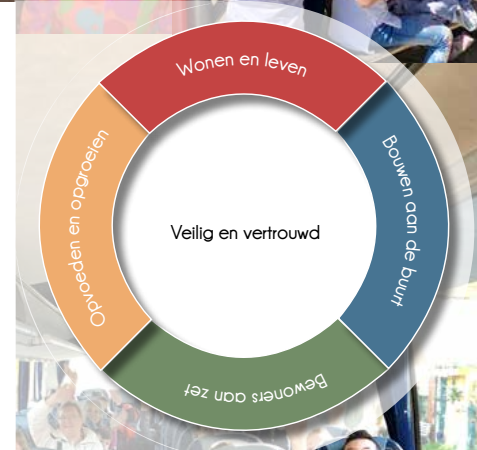 Wonen en leven
Bouwen aan de buurt
Bewoners aan zet
Opvoeden en opgroeien
Veilig en vertrouwd